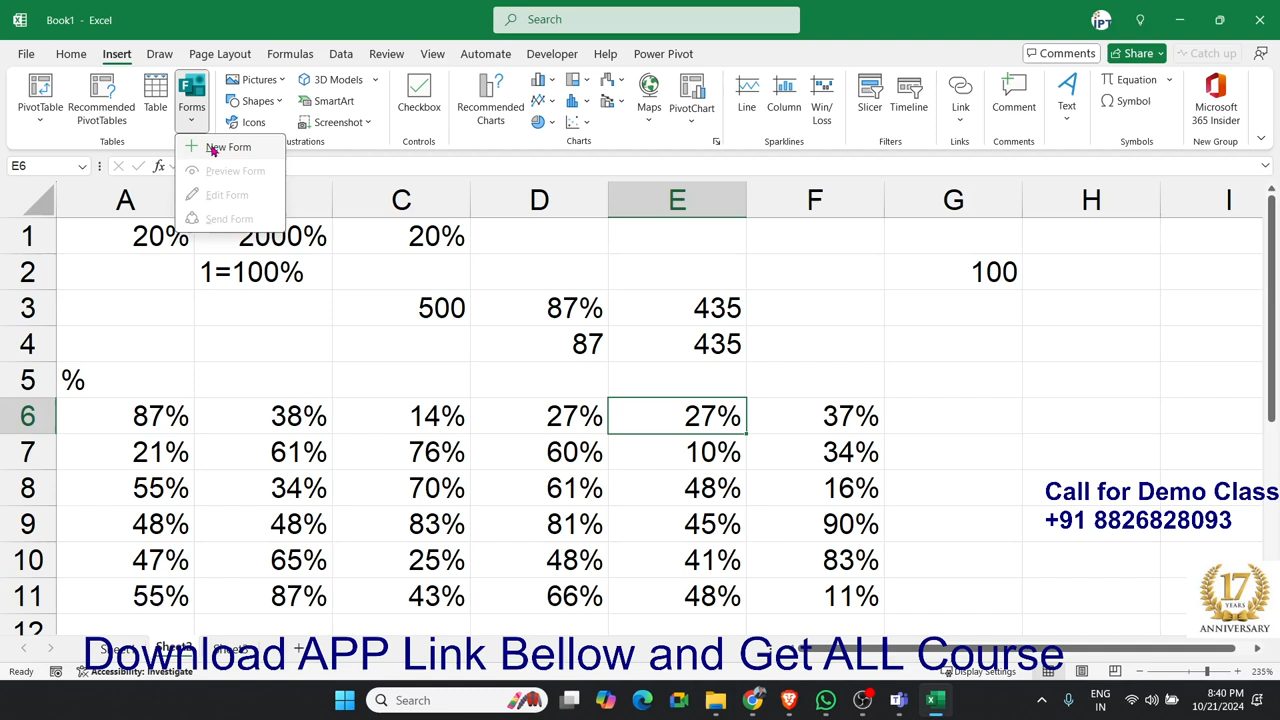 Book1 - Excel
Search
File Home Insert Draw Page Layout Formulas Data Review View Automate Developer Help Power Pivot
Comments Share Catch up
PivotTable Recommended PivotTables Table Forms
Pictures Shapes Icons 3D Models SmartArt Screenshot
Checkbox Recommended Charts Maps PivotChart Line Column Win/Loss Slicer Timeline Link Comment Text
Equation Symbol Microsoft 365 Insider
Tables Charts Sparklines Filters Links Comments Symbols New Group
New Form
Preview Form
Edit Form
Send Form
E6 fx
A C D E F G H I
1 20% 2000% 20%
2 1=100% 100
3 500 87% 435
4 87 435
5 %
6 87% 38% 14% 27% 27% 37%
7 21% 61% 76% 60% 10% 34%
8 55% 34% 70% 61% 48% 16%
9 48% 48% 83% 81% 45% 90%
10 47% 65% 25% 48% 41% 83%
11 55% 87% 43% 66% 48% 11%
12
Call for Demo Class
+91 8826828093
17
YEARS
ANNIVERSARY
Download APP Link Bellow and Get ALL Course
Ready Accessibility: Investigate Display Settings 235%
Search
ENG
IN
8:40 PM
10/21/2024